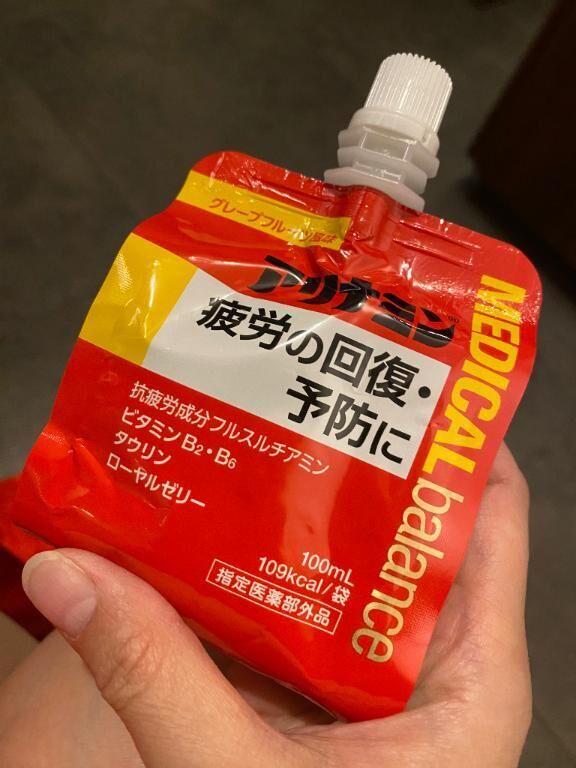 グレープフルーツ風味
アリナミン
MEDICAL balance
疲労の回復・
予防に
抗疲労成分フルスルチアミン
ビタミンB₂・B₆
タウリン
ローヤルゼリー
100mL
109kcal/袋
指定医薬部外品